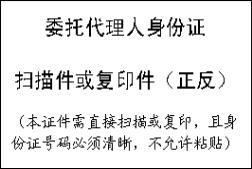 委托代理人身份证
扫描件或复印件（正反）
（本证件需直接扫描或复印，且身
份证号码必须清晰，不允许粘贴）